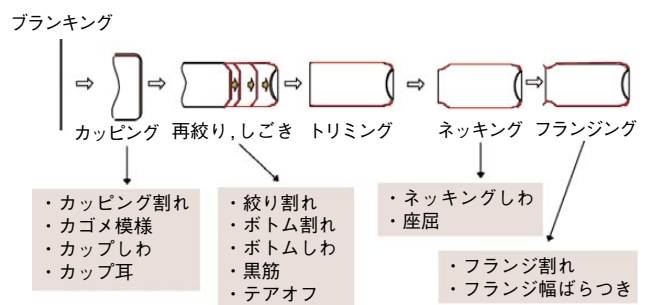 ブランキング
カッピング
再絞り,しごき
トリミング
ネッキング
フランジング
・カッピング割れ
・カゴメ模様
・カップしわ
・カップ耳
・絞り割れ
・ボトム割れ
・ボトムしわ
・黒筋
・テアオフ
・ネッキングしわ
・座屈
・フランジ割れ
・フランジ幅ばらつき